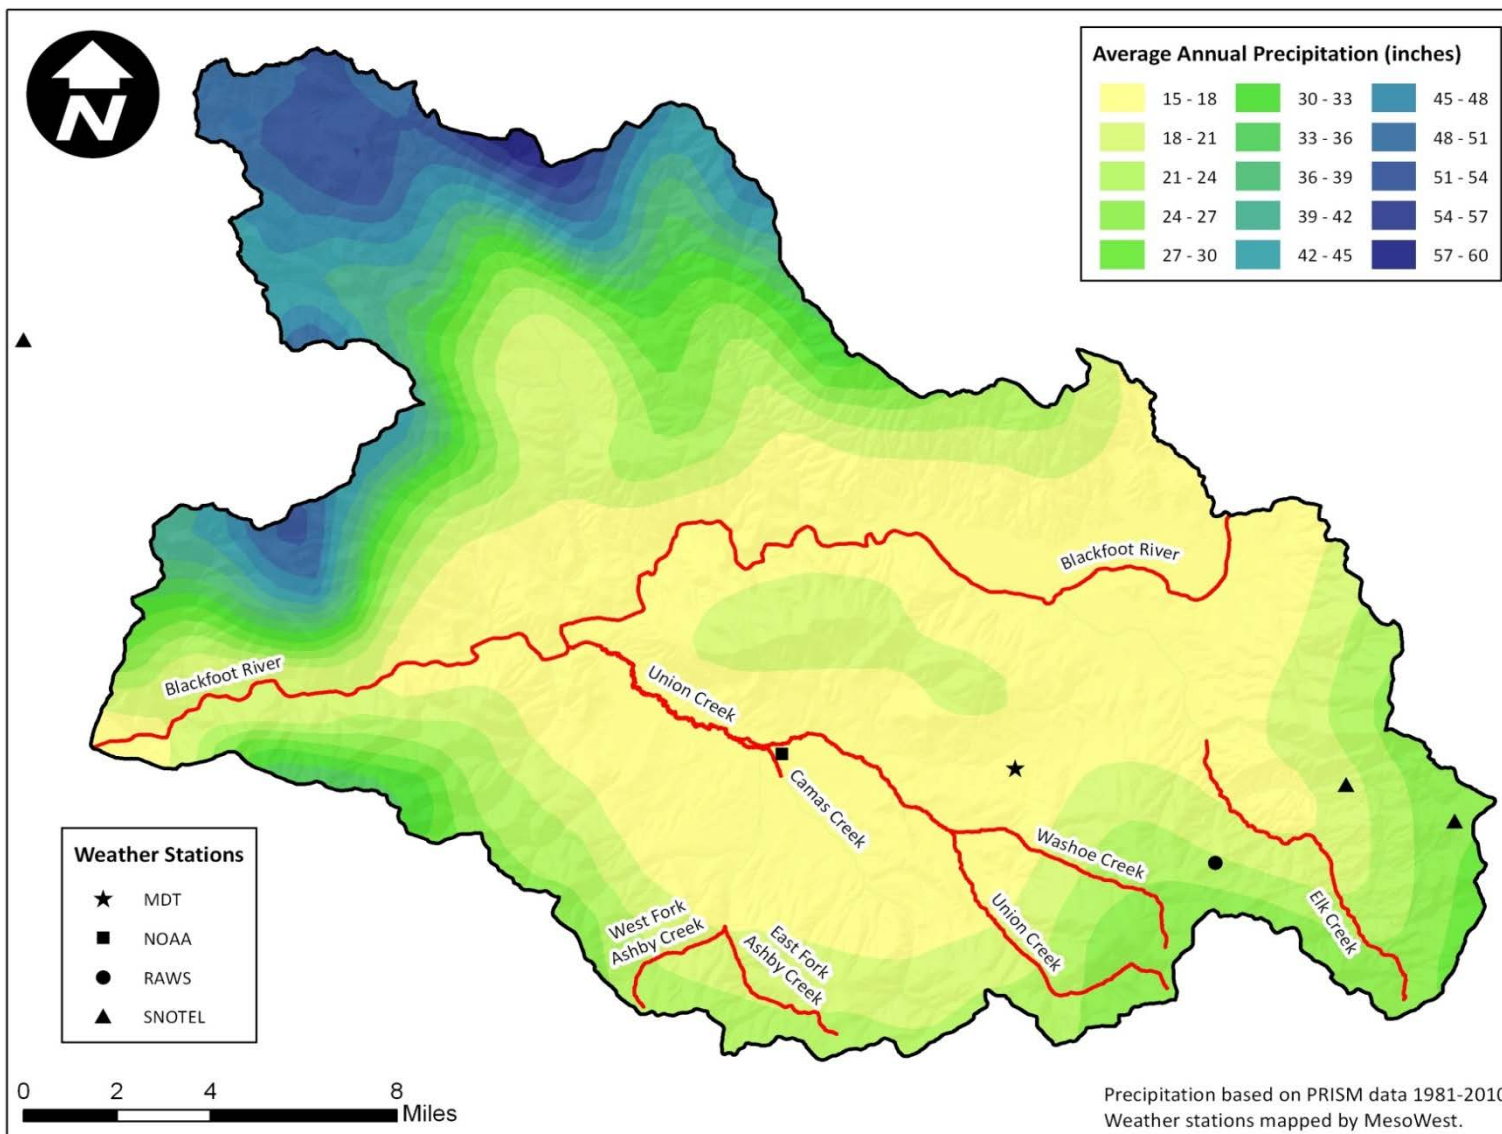 N
Average Annual Precipitation (inches)
15 - 18
18 - 21
21 - 24
24 - 27
27 - 30
30 - 33
33 - 36
36 - 39
39 - 42
42 - 45
45 - 48
48 - 51
51 - 54
54 - 57
57 - 60
Blackfoot River
Blackfoot River
Union Creek
Camas Creek
Washoe Creek
Union Creek
Elk Creek
West Fork
Ashby Creek
East Fork
Ashby Creek
Weather Stations
MDT
NOAA
RAWS
SNOTEL
0 2 4 8
Miles
Precipitation based on PRISM data 1981-2010
Weather stations mapped by MesoWest.